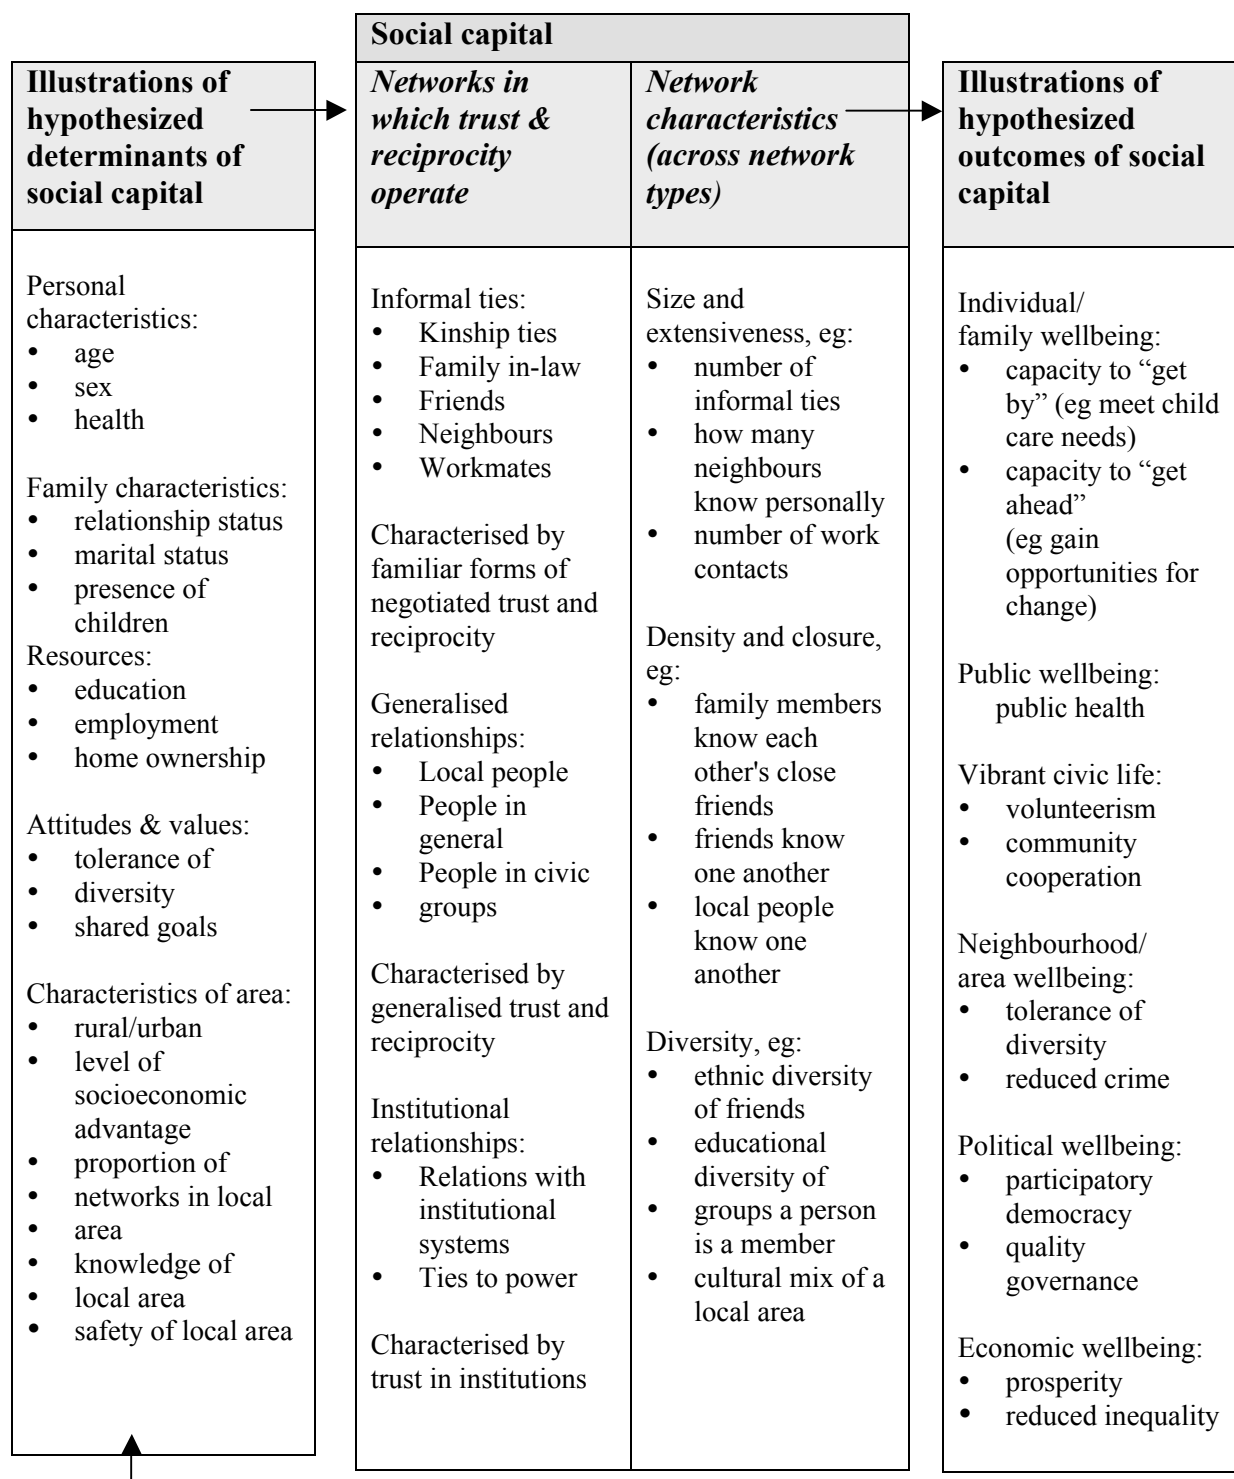 Social capital
Illustrations of
hypothesized
determinants of
social capital
Personal
characteristics:
• age
• sex
• health
Family characteristics:
• relationship status
• marital status
• presence of
children
Resources:
• education
• employment
• home ownership
Attitudes & values:
• tolerance of
• diversity
• shared goals
Characteristics of area:
• rural/urban
• level of
socioeconomic
advantage
• proportion of
• networks in local
• area
• knowledge of
• local area
• safety of local area
Networks in
which trust &
reciprocity
operate
Informal ties:
• Kinship ties
• Family in-law
• Friends
• Neighbours
• Workmates
Characterised by
familiar forms of
negotiated trust and
reciprocity
Generalised
relationships:
• Local people
• People in
general
• People in civic
• groups
Characterised by
generalised trust and
reciprocity
Institutional
relationships:
• Relations with
institutional
systems
• Ties to power
Characterised by
trust in institutions
Network
characteristics
(across network
types)
Size and
extensiveness, eg:
• number of
informal ties
• how many
neighbours
know personally
• number of work
contacts
Density and closure,
eg:
• family members
know each
other's close
friends
• friends know
one another
• local people
know one
another
Diversity, eg:
• ethnic diversity
of friends
• educational
diversity of
• groups a person
is a member
• cultural mix of a
local area
Illustrations of
hypothesized
outcomes of social
capital
Individual/
family wellbeing:
• capacity to “get
by” (eg meet child
care needs)
• capacity to “get
ahead”
(eg gain
opportunities for
change)
Public wellbeing:
public health
Vibrant civic life:
• volunteerism
• community
cooperation
Neighbourhood/
area wellbeing:
• tolerance of
diversity
• reduced crime
Political wellbeing:
• participatory
democracy
• quality
governance
Economic wellbeing:
• prosperity
• reduced inequality